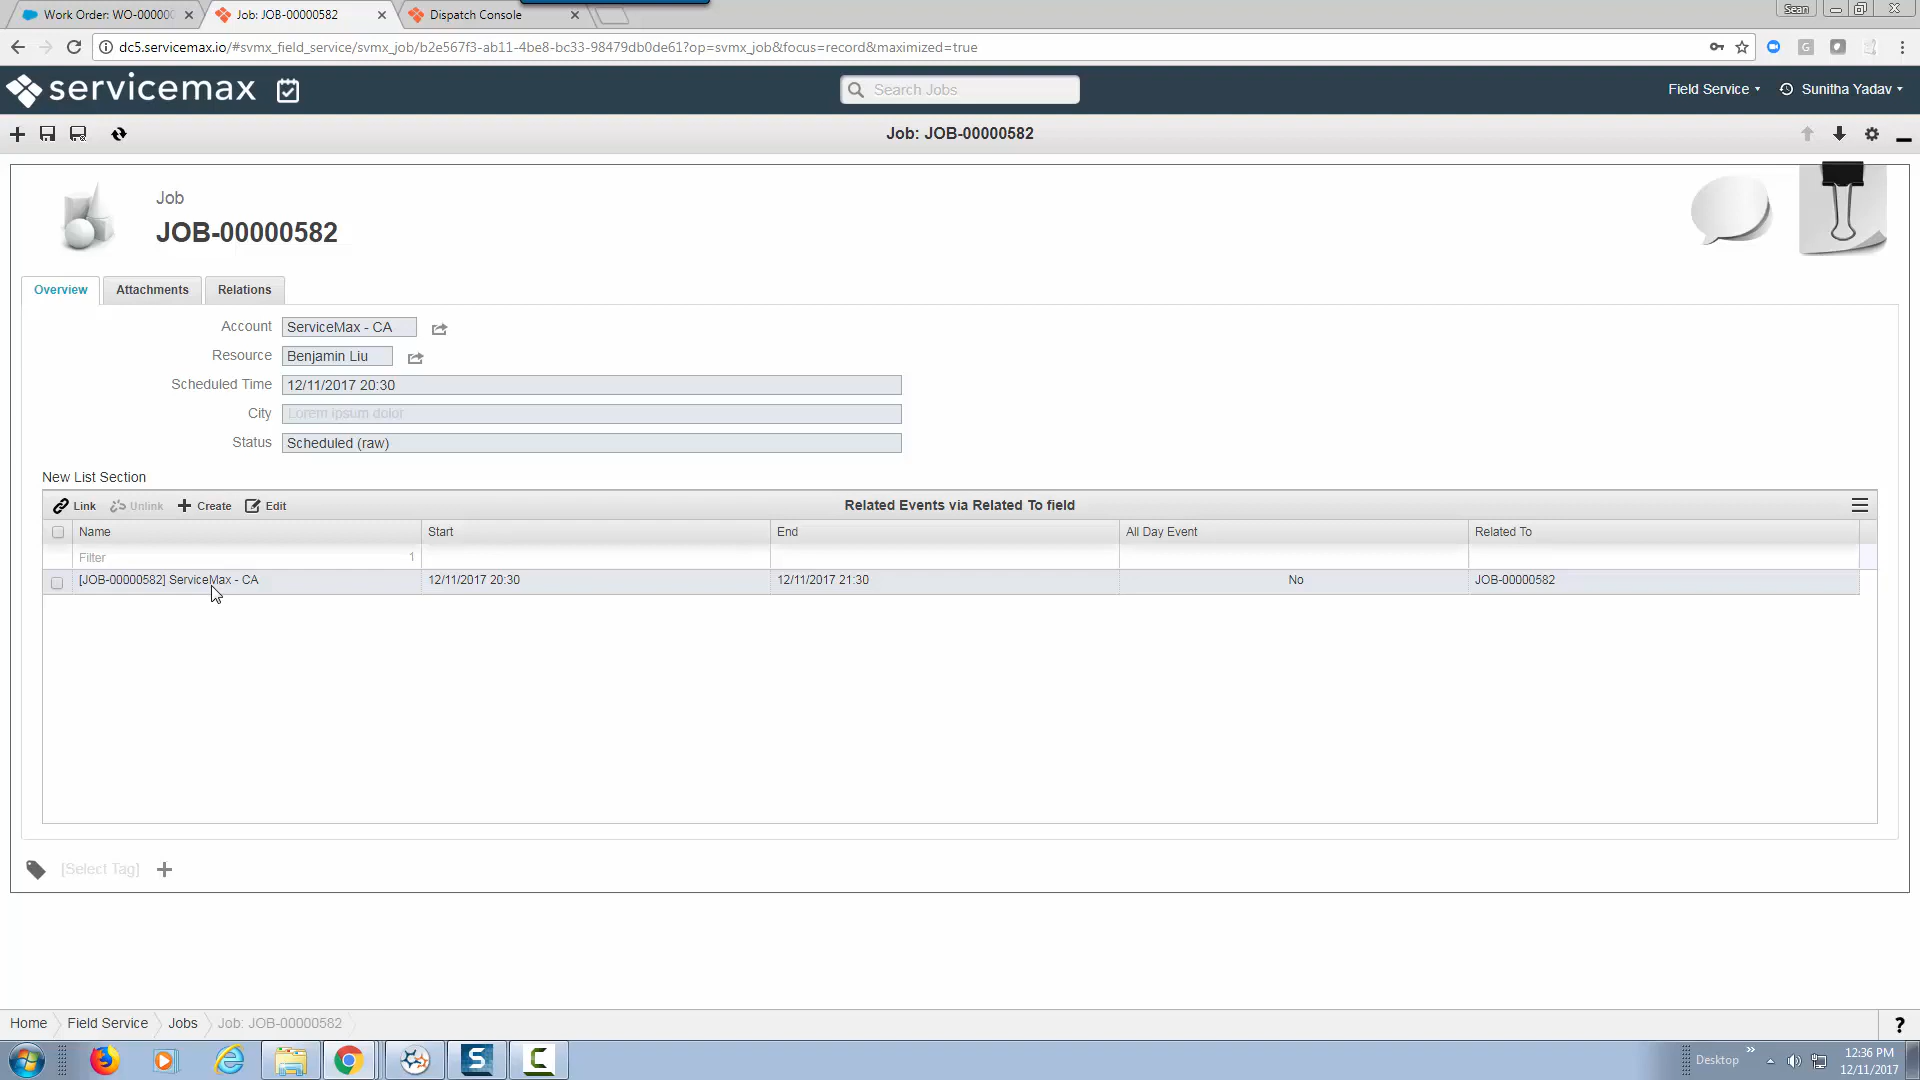 Work Order: WO-00000
Job: JOB-00000582
Dispatch Console
Sean
dc5.servicemax.io/#svmx_field_service/svmx_job/b2e567f3-ab11-4be8-bc33-98479db0de61?op=svmx_job&focus=record&maximized=true
servicemax
Search Jobs
Field Service
Sunitha Yadav
Job: JOB-00000582
Job
JOB-00000582
Overview
Attachments
Relations
Account ServiceMax - CA
Resource Benjamin Liu
Scheduled Time 12/11/2017 20:30
City Lorem ipsum dolor
Status Scheduled (raw)
New List Section
Link Unlink Create Edit Related Events via Related To field
Name Start End All Day Event Related To
Filter 1
[JOB-00000582] ServiceMax - CA 12/11/2017 20:30 12/11/2017 21:30 No JOB-00000582
[Select Tag]
Home Field Service Jobs Job: JOB-00000582 ?
Desktop
12:36 PM
12/11/2017